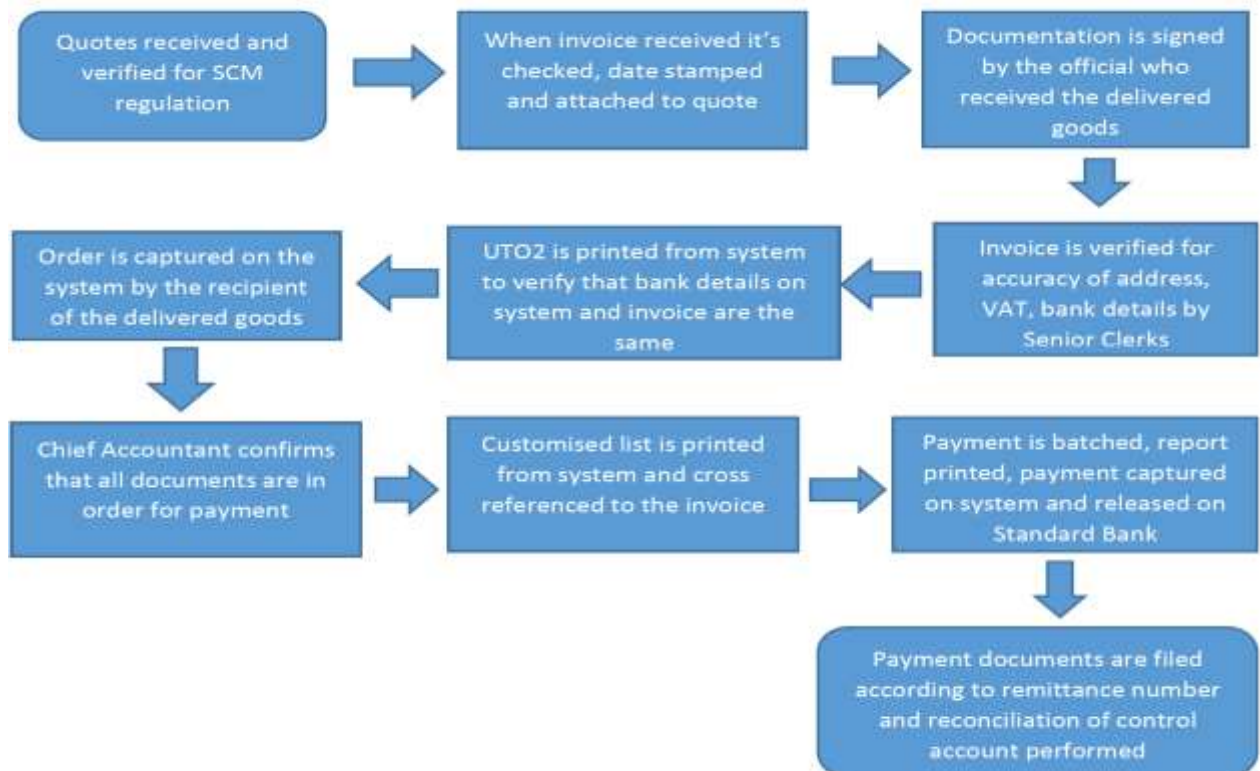 Quotes received and
verified for SCM
regulation
When invoice received it's
checked, date stamped
and attached to quote
Documentation is signed
by the official who
received the delivered
goods
Invoice is verified for
accuracy of address,
VAT, bank details by
Senior Clerks
UTO2 is printed from system
to verify that bank details on
system and invoice are the
same
Order is captured on the
system by the recipient
of the delivered goods
Chief Accountant confirms
that all documents are in
order for payment
Customised list is printed
from system and cross
referenced to the invoice
Payment is batched, report
printed, payment captured
on system and released on
Standard Bank
Payment documents are filed
according to remittance number
and reconciliation of control
account performed